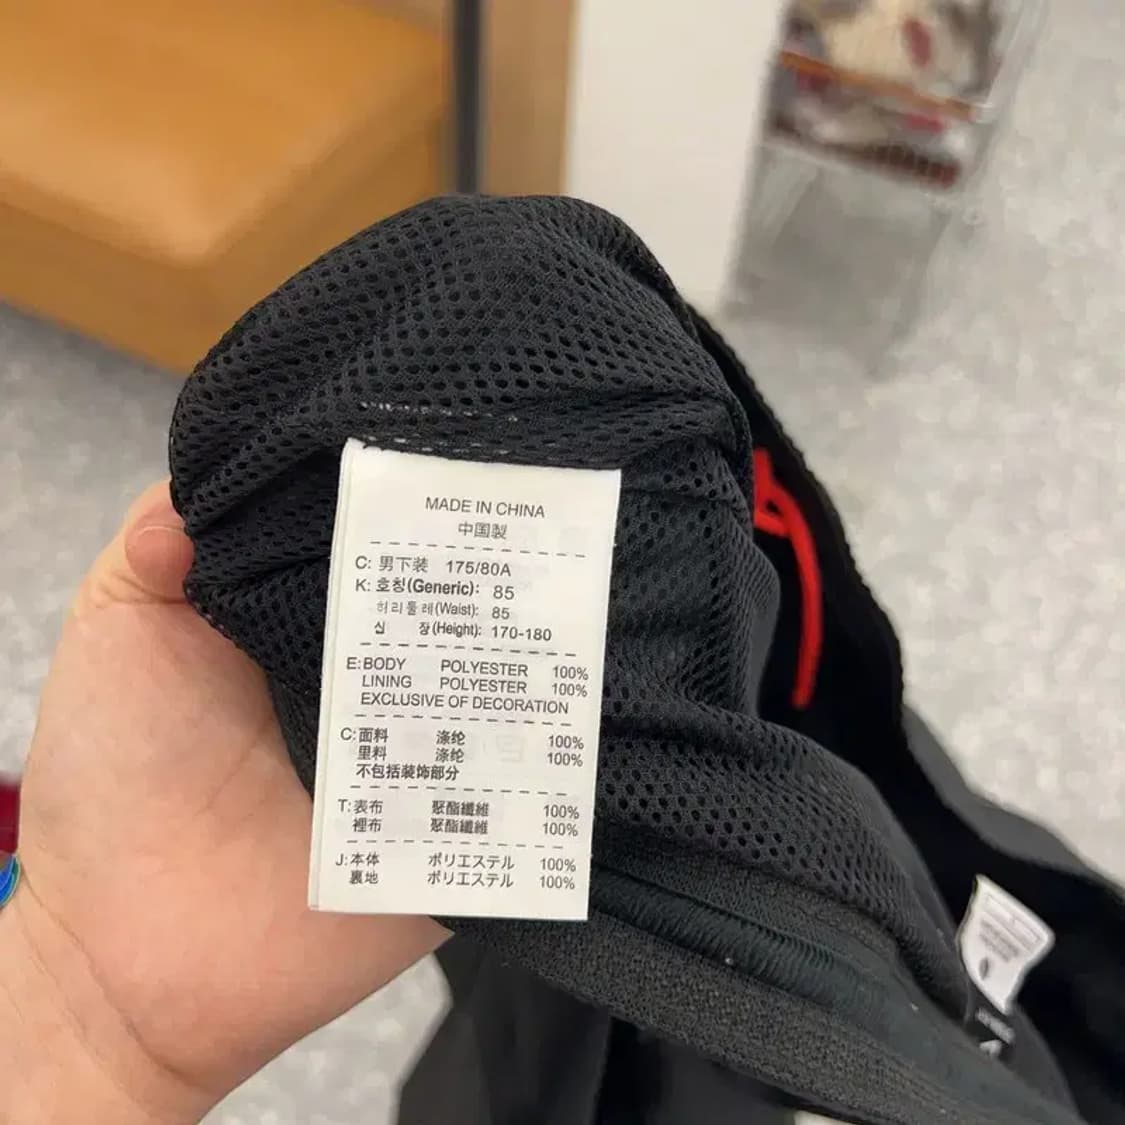 MADE IN CHINA
中国製
C: 男下装 175/80A
K: 호칭(Generic): 85
허리둘레(Waist): 85
신 장(Height): 170-180
E:BODY POLYESTER 100%
LINING POLYESTER 100%
EXCLUSIVE OF DECORATION
C:面料 涤纶 100%
里料 涤纶 100%
不包括装饰部分
T:表布 聚酯纖維 100%
裡布 聚酯纖維 100%
J:本体 ポリエステル 100%
裏地 ポリエステル 100%